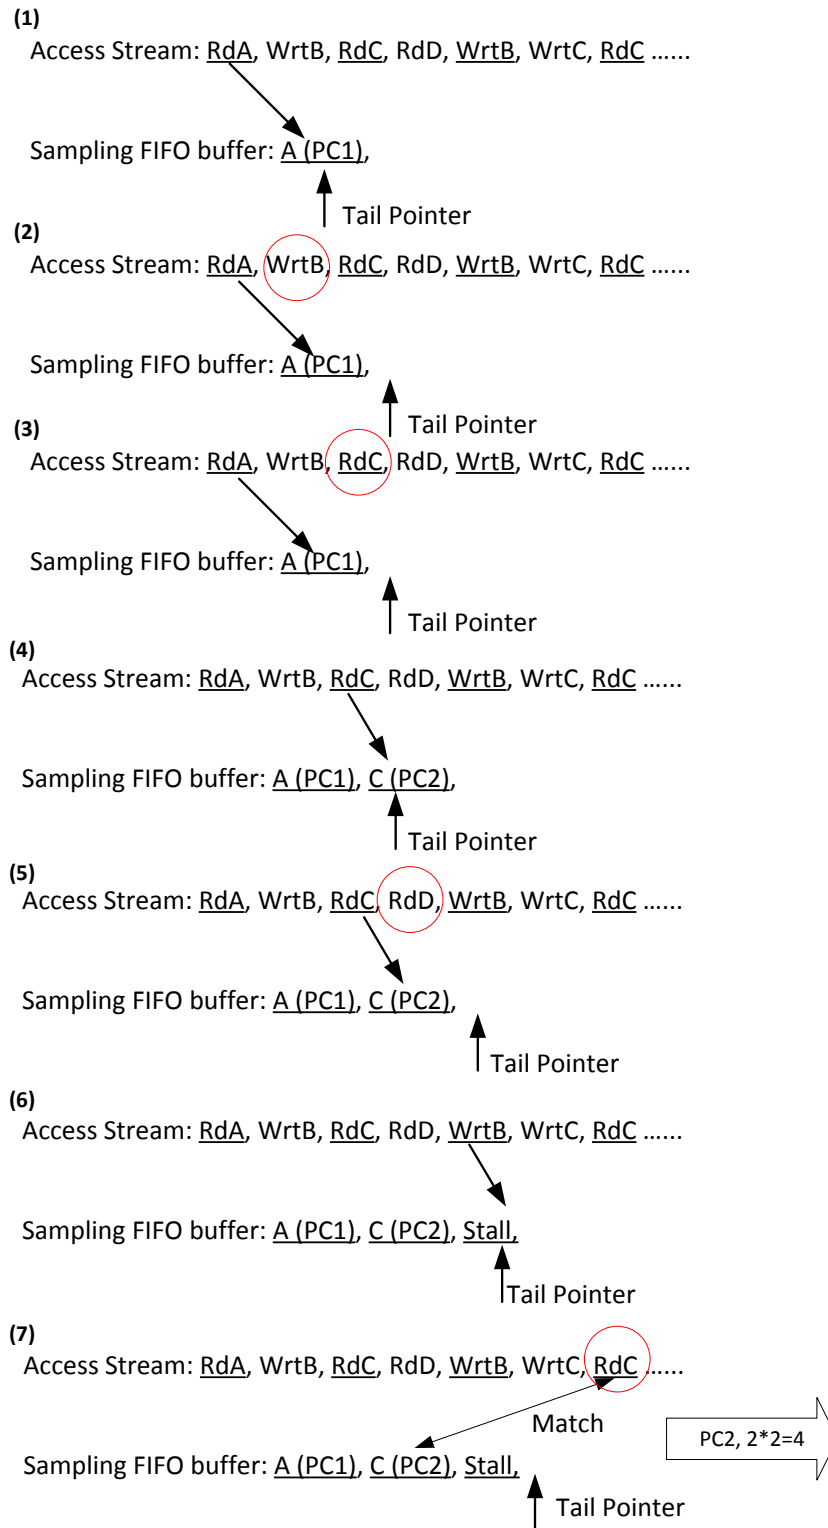 (1)
Access Stream: RdA, WrtB, RdC, RdD, WrtB, WrtC, RdC ......
Sampling FIFO buffer: A (PC1),
Tail Pointer
(2)
Access Stream: RdA, WrtB, RdC, RdD, WrtB, WrtC, RdC ......
Sampling FIFO buffer: A (PC1),
Tail Pointer
(3)
Access Stream: RdA, WrtB, RdC, RdD, WrtB, WrtC, RdC ......
Sampling FIFO buffer: A (PC1),
Tail Pointer
(4)
Access Stream: RdA, WrtB, RdC, RdD, WrtB, WrtC, RdC ......
Sampling FIFO buffer: A (PC1), C (PC2),
Tail Pointer
(5)
Access Stream: RdA, WrtB, RdC, RdD, WrtB, WrtC, RdC ......
Sampling FIFO buffer: A (PC1), C (PC2),
Tail Pointer
(6)
Access Stream: RdA, WrtB, RdC, RdD, WrtB, WrtC, RdC ......
Sampling FIFO buffer: A (PC1), C (PC2), Stall,
Tail Pointer
(7)
Access Stream: RdA, WrtB, RdC, RdD, WrtB, WrtC, RdC ......
Match
PC2, 2*2=4
Sampling FIFO buffer: A (PC1), C (PC2), Stall,
Tail Pointer